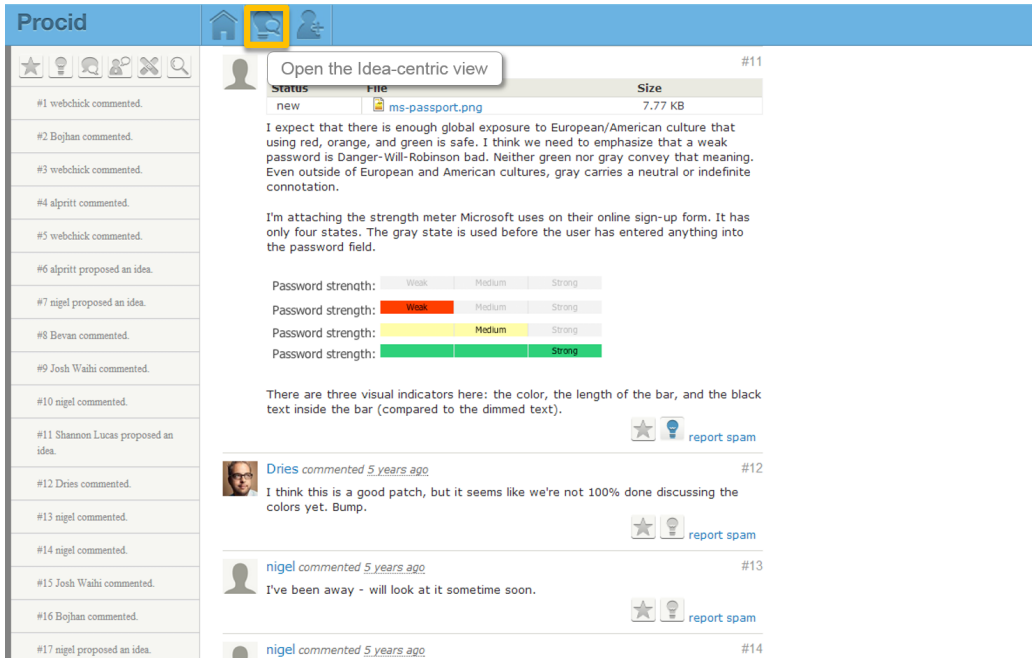 Procid
Open the Idea-centric view
#1 webchick commented.
#2 Bojhan commented.
#3 webchick commented.
#4 alpritt commented.
#5 webchick commented.
#6 alpritt proposed an idea.
#7 nigel proposed an idea.
#8 Bevan commented.
#9 Josh Waihi commented.
#10 nigel commented.
#11 Shannon Lucas proposed an
idea.
#12 Dries commented.
#13 nigel commented.
#14 nigel commented.
#15 Josh Waihi commented.
#16 Bojhan commented.
#17 nigel proposed an idea.
#11
Status File Size
new ms-passport.png 7.77 KB
I expect that there is enough global exposure to European/American culture that
using red, orange, and green is safe. I think we need to emphasize that a weak
password is Danger-Will-Robinson bad. Neither green nor gray convey that meaning.
Even outside of European and American cultures, gray carries a neutral or indefinite
connotation.
I'm attaching the strength meter Microsoft uses on their online sign-up form. It has
only four states. The gray state is used before the user has entered anything into
the password field.
Password strength: Weak Medium Strong
Password strength: Weak Medium Strong
Password strength: Medium Strong
Password strength: Strong
There are three visual indicators here: the color, the length of the bar, and the black
text inside the bar (compared to the dimmed text).
report spam
Dries commented 5 years ago #12
I think this is a good patch, but it seems like we're not 100% done discussing the
colors yet. Bump.
report spam
nigel commented 5 years ago #13
I've been away - will look at it sometime soon.
report spam
nigel commented 5 years ago #14